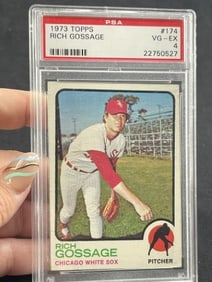 PSA
1973 TOPPS #174
RICH GOSSAGE VG-EX
4
22750527
RICH
GOSSAGE
CHICAGO WHITE SOX PITCHER